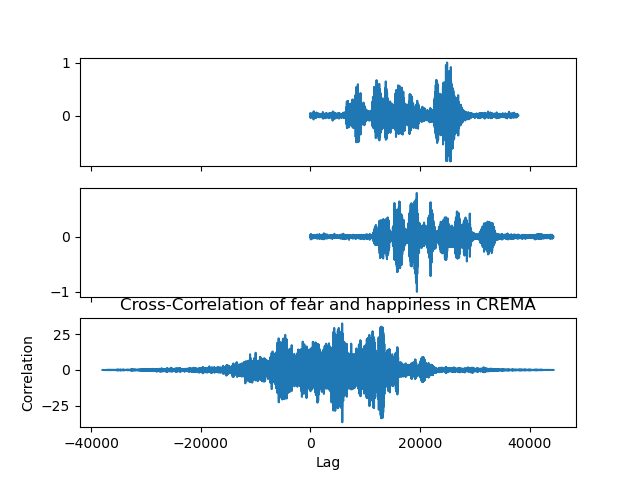 1
0
0
−1
Cross-Correlation of fear and happiness in CREMA
25
0
−25
Correlation
−40000 −20000 0 20000 40000
Lag